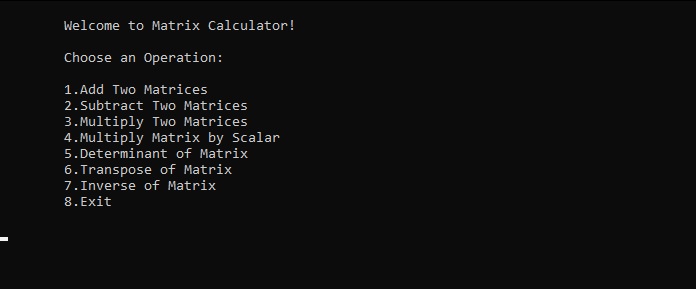 Welcome to Matrix Calculator!
Choose an Operation:
1.Add Two Matrices
2.Subtract Two Matrices
3.Multiply Two Matrices
4.Multiply Matrix by Scalar
5.Determinant of Matrix
6.Transpose of Matrix
7.Inverse of Matrix
8.Exit